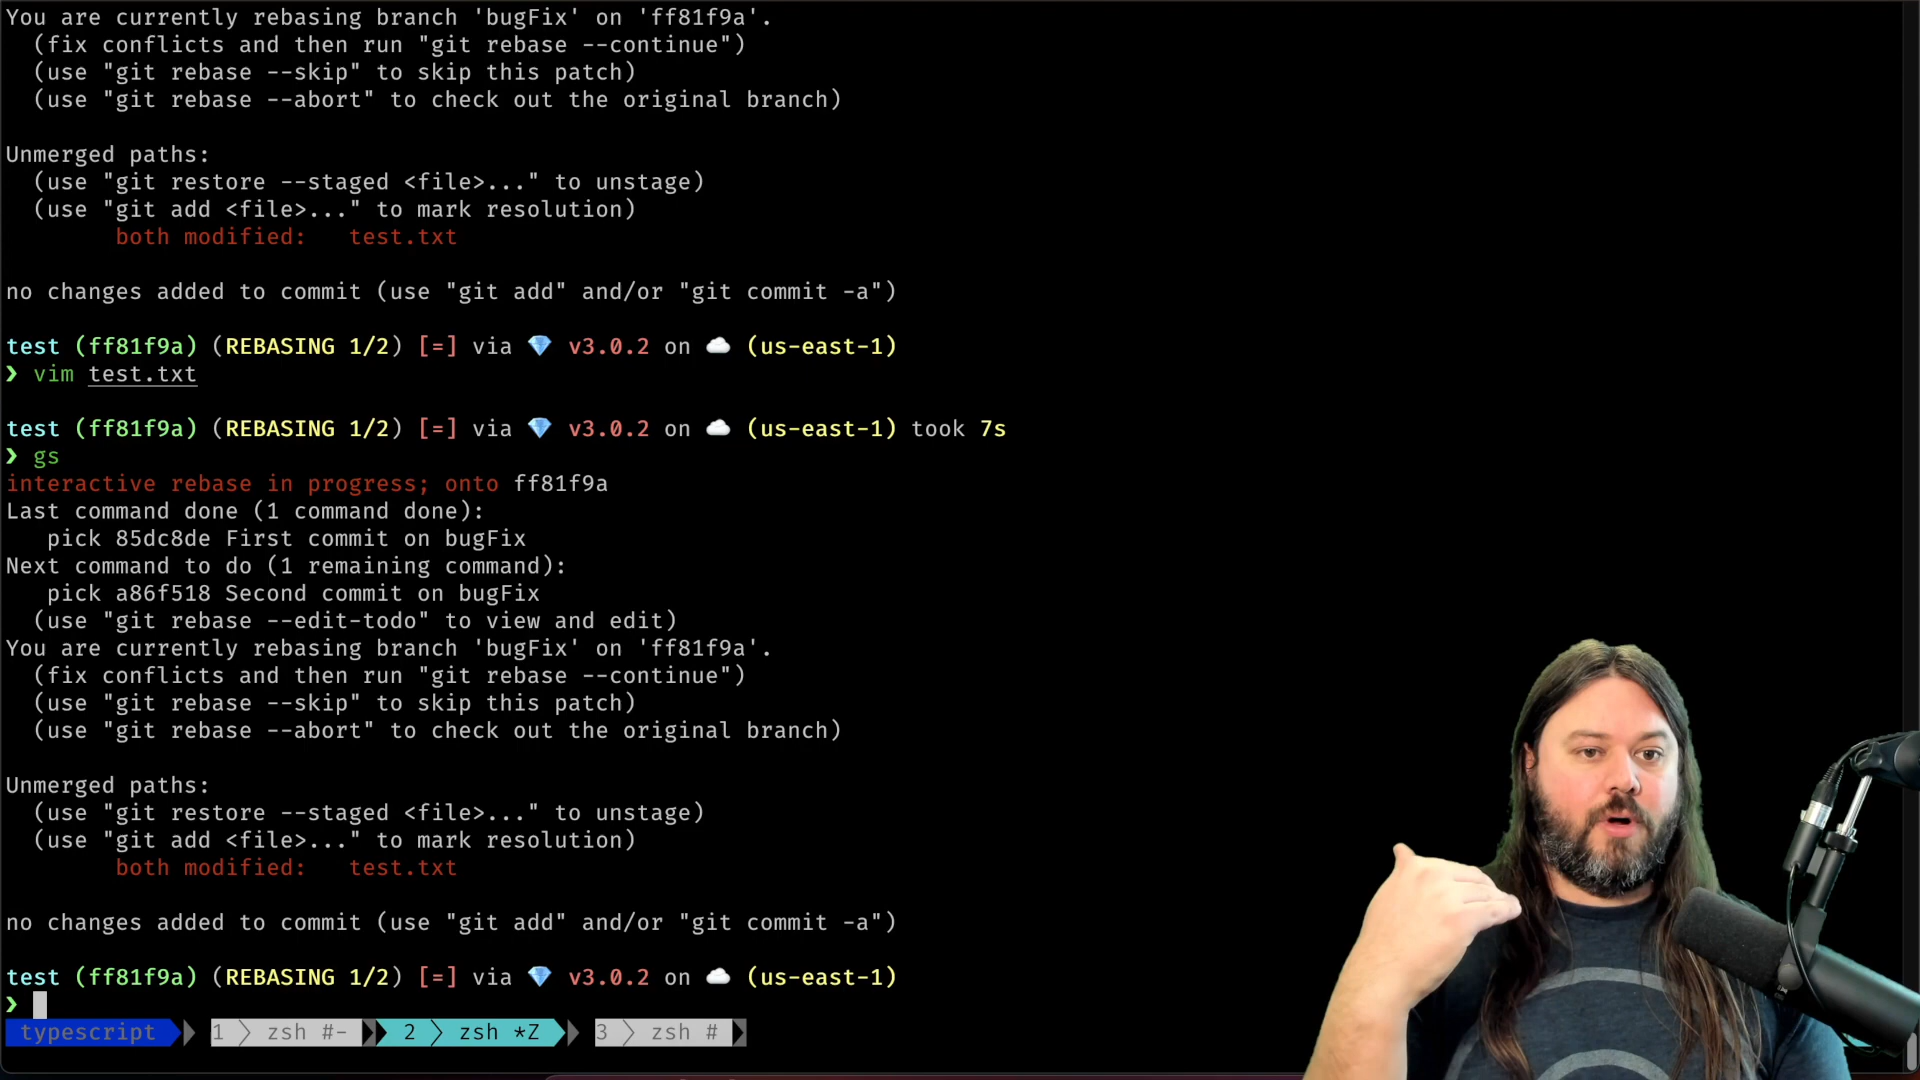 You are currently rebasing branch 'bugFix' on 'ff81f9a'.
  (fix conflicts and then run "git rebase --continue")
  (use "git rebase --skip" to skip this patch)
  (use "git rebase --abort" to check out the original branch)

Unmerged paths:
  (use "git restore --staged <file>..." to unstage)
  (use "git add <file>..." to mark resolution)
        both modified:   test.txt

no changes added to commit (use "git add" and/or "git commit -a")

test (ff81f9a) (REBASING 1/2) [=] via 💎 v3.0.2 on ☁️ (us-east-1)
❯ vim test.txt

test (ff81f9a) (REBASING 1/2) [=] via 💎 v3.0.2 on ☁️ (us-east-1) took 7s
❯ gs
interactive rebase in progress; onto ff81f9a
Last command done (1 command done):
   pick 85dc8de First commit on bugFix
Next command to do (1 remaining command):
   pick a86f518 Second commit on bugFix
  (use "git rebase --edit-todo" to view and edit)
You are currently rebasing branch 'bugFix' on 'ff81f9a'.
  (fix conflicts and then run "git rebase --continue")
  (use "git rebase --skip" to skip this patch)
  (use "git rebase --abort" to check out the original branch)

Unmerged paths:
  (use "git restore --staged <file>..." to unstage)
  (use "git add <file>..." to mark resolution)
        both modified:   test.txt

no changes added to commit (use "git add" and/or "git commit -a")

test (ff81f9a) (REBASING 1/2) [=] via 💎 v3.0.2 on ☁️ (us-east-1)
❯
typescript 1 zsh #- 2 zsh *Z 3 zsh #